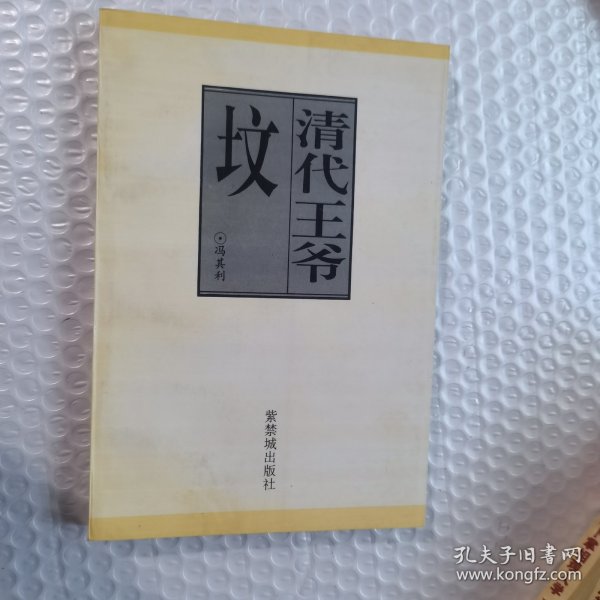 清代王爷
坟
⊙冯其利
紫禁城出版社
孔夫子旧书网
www.kongfz.com